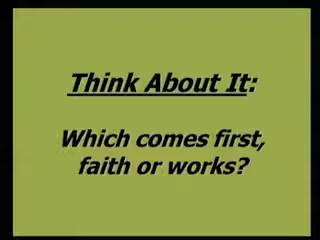 Think About It:
Which comes first,
faith or works?